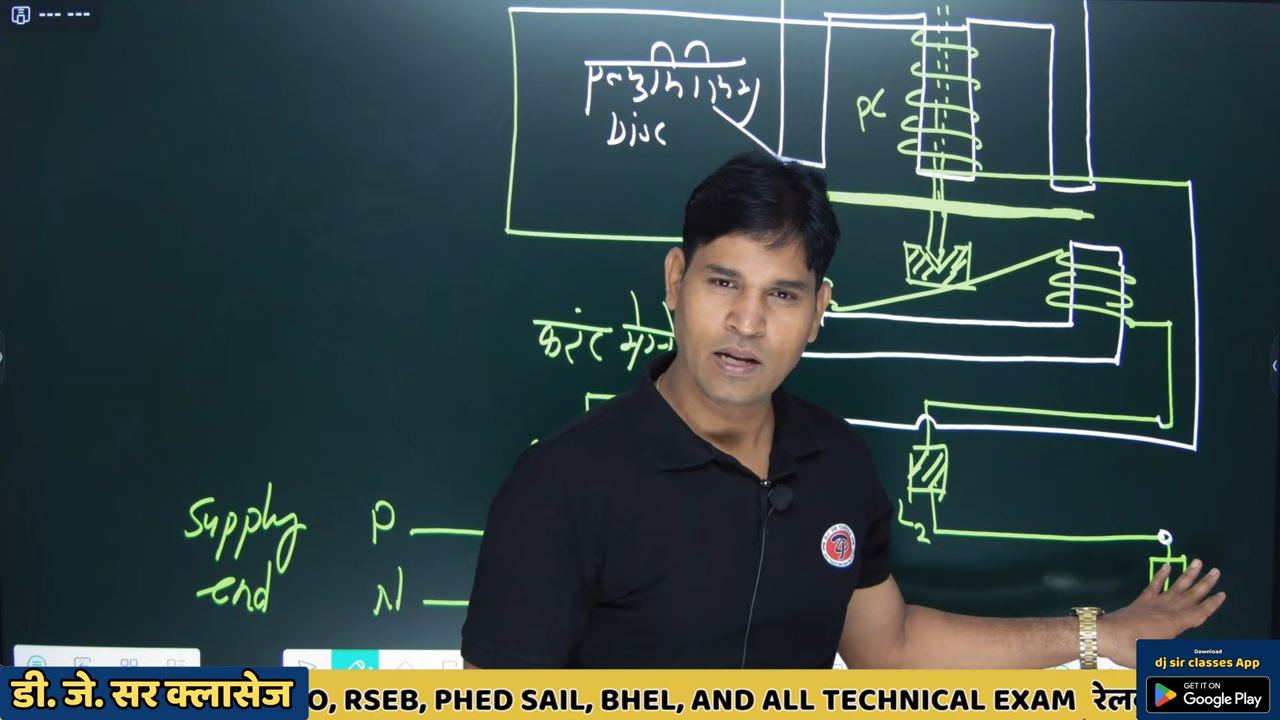 Disc
PC
करंट
L2
Supply P
end N
डी. जे. सर क्लासेज
O, RSEB, PHED SAIL, BHEL, AND ALL TECHNICAL EXAM
Download
dj sir classes App
GET IT ON
Google Play